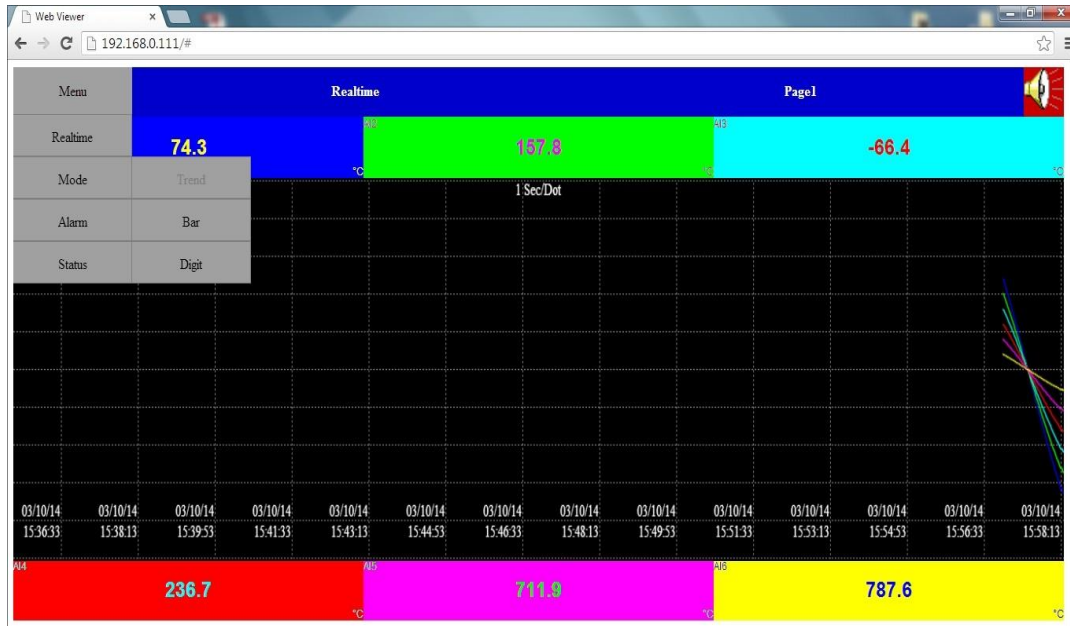 Web Viewer
192.168.0.111/#
Menu
Realtime
Page1
Realtime
74.3
°C
AI2
157.8
°C
AI3
-66.4
°C
Mode
Trend
1 Sec/Dot
Alarm
Bar
Status
Digit
03/10/14 03/10/14 03/10/14 03/10/14 03/10/14 03/10/14 03/10/14 03/10/14 03/10/14 03/10/14 03/10/14 03/10/14 03/10/14 03/10/14
15:36:33 15:38:13 15:39:53 15:41:33 15:43:13 15:44:53 15:46:33 15:48:13 15:49:53 15:51:33 15:53:13 15:54:53 15:56:33 15:58:13
AI4
236.7
°C
AI5
711.9
°C
AI6
787.6
°C